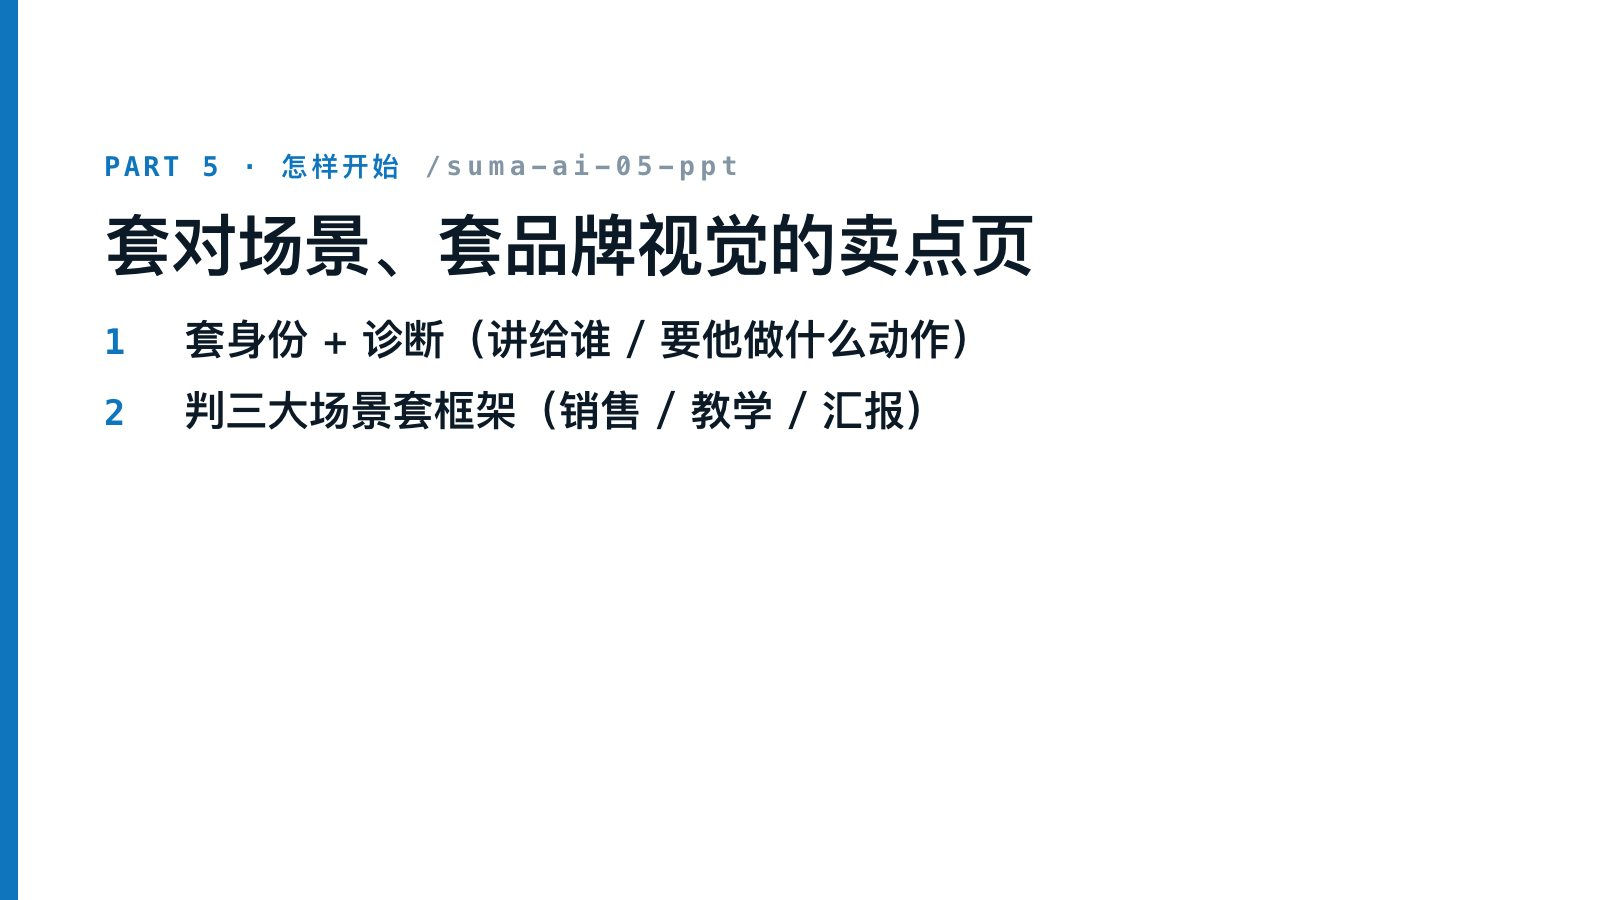 PART 5 · 怎样开始 /suma-ai-05-ppt
套对场景、套品牌视觉的卖点页
1 套身份 + 诊断（讲给谁 / 要他做什么动作）
2 判三大场景套框架（销售 / 教学 / 汇报）